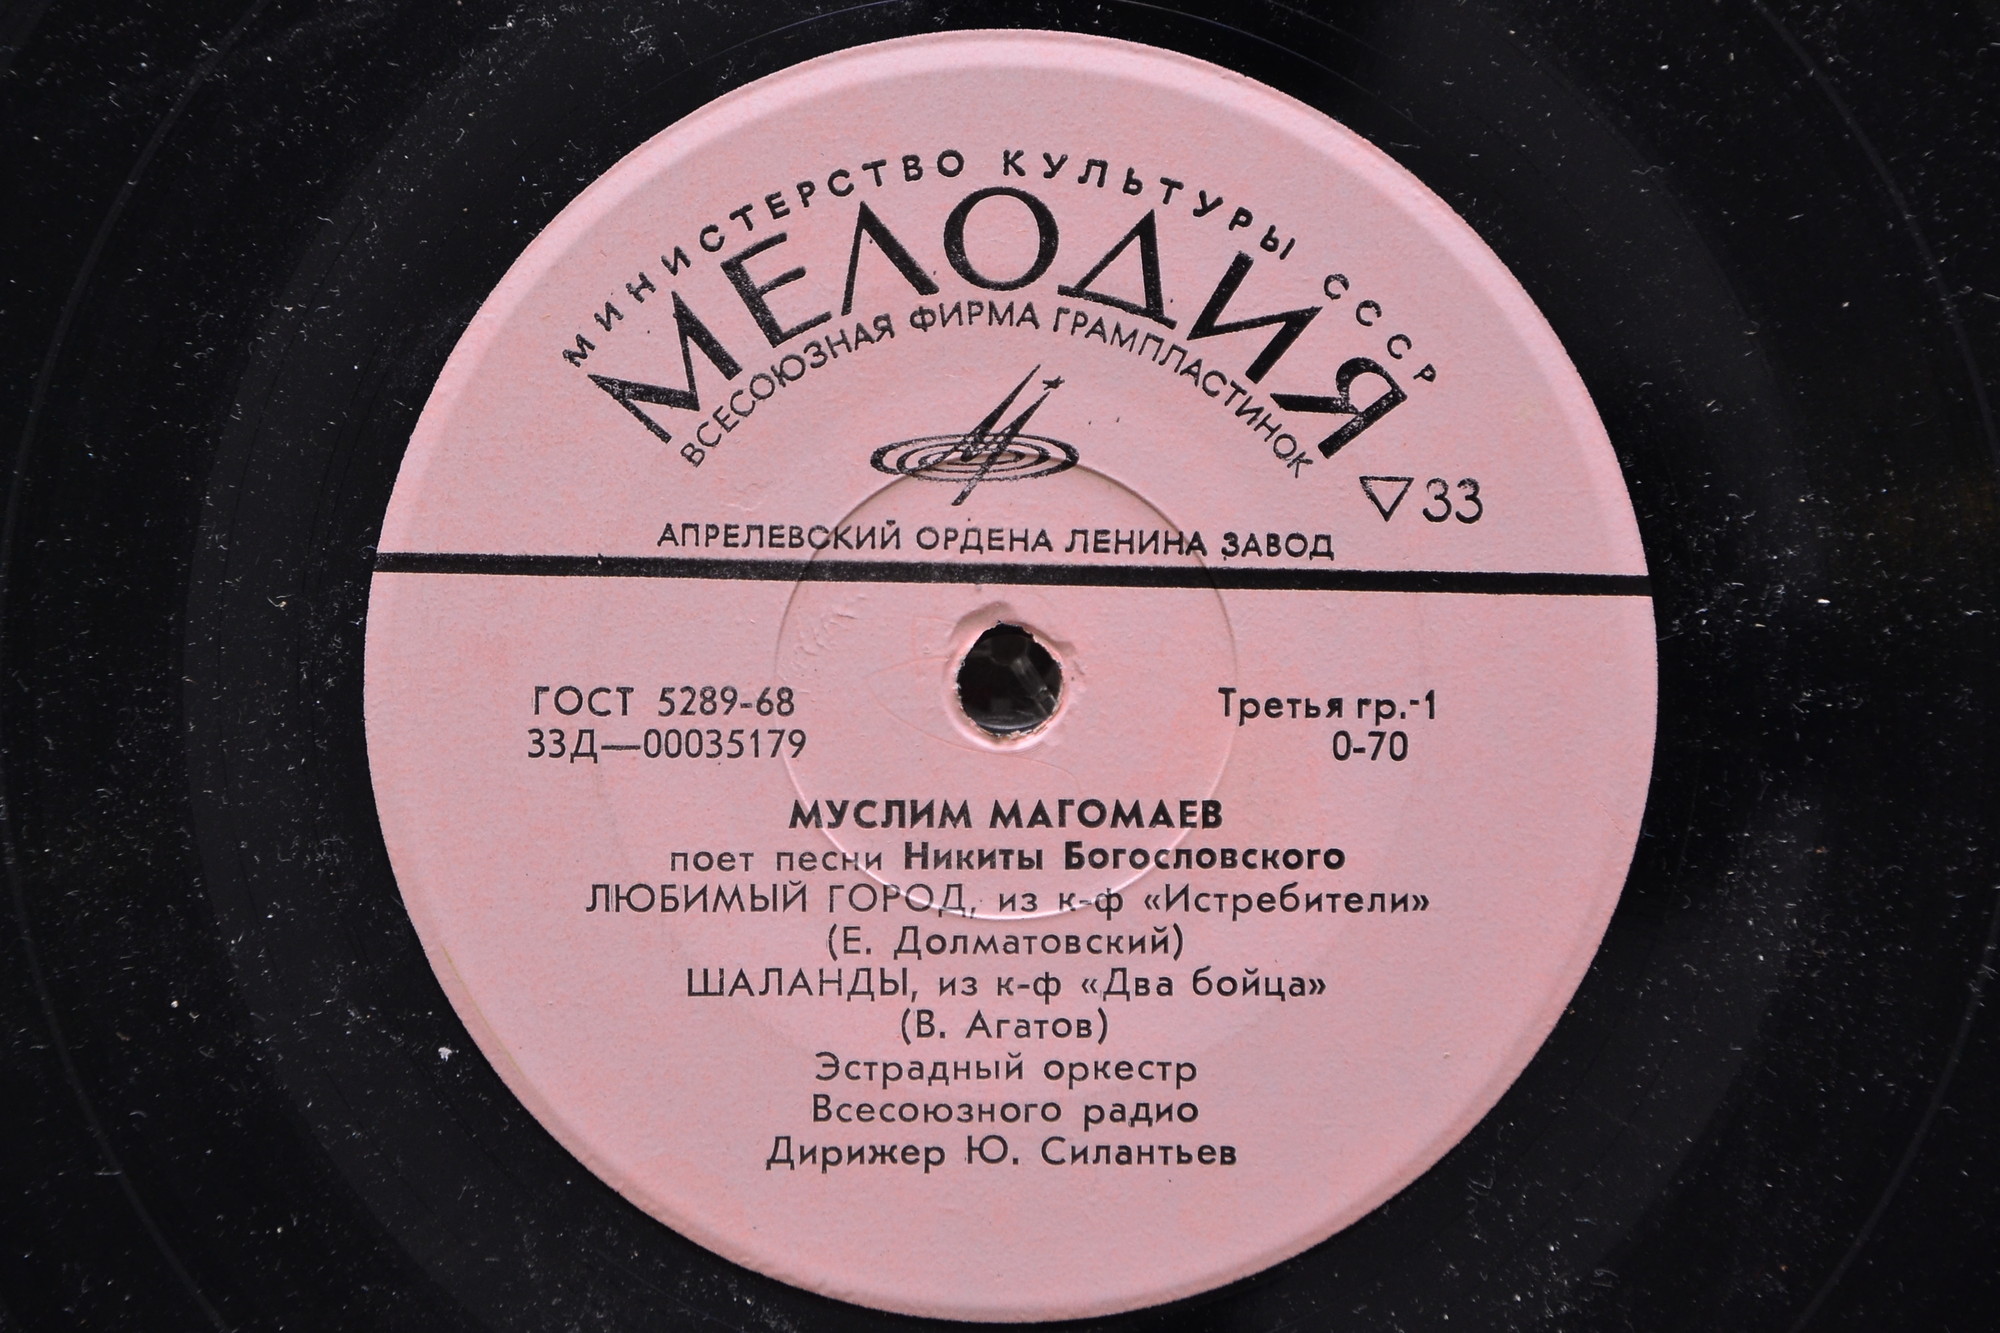 МИНИСТЕРСТВО КУЛЬТУРЫ СССР
МЕЛОДИЯ
ВСЕСОЮЗНАЯ ФИРМА ГРАМПЛАСТИНОК
М
▽33
АПРЕЛЕВСКИЙ ОРДЕНА ЛЕНИНА ЗАВОД
ГОСТ 5289-68
33Д—00035179
Третья гр.-1
0-70
МУСЛИМ МАГОМАЕВ
поет песни Никиты Богословского
ЛЮБИМЫЙ ГОРОД, из к-ф «Истребители»
(Е. Долматовский)
ШАЛАНДЫ, из к-ф «Два бойца»
(В. Агатов)
Эстрадный оркестр
Всесоюзного радио
Дирижер Ю. Силантьев